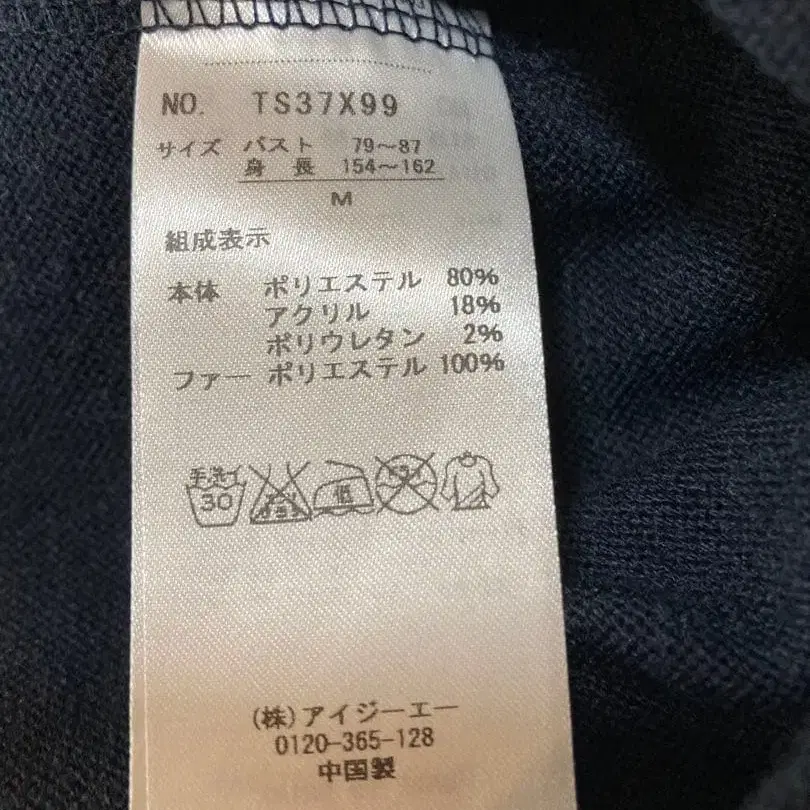 NO. TS37X99
サイズ バスト 79〜87
身長 154〜162
M
組成表示
本体 ポリエステル 80%
アクリル 18%
ポリウレタン 2%
ファー ポリエステル 100%
手洗イ
30
低
(株)アイジーエー
0120-365-128
中国製